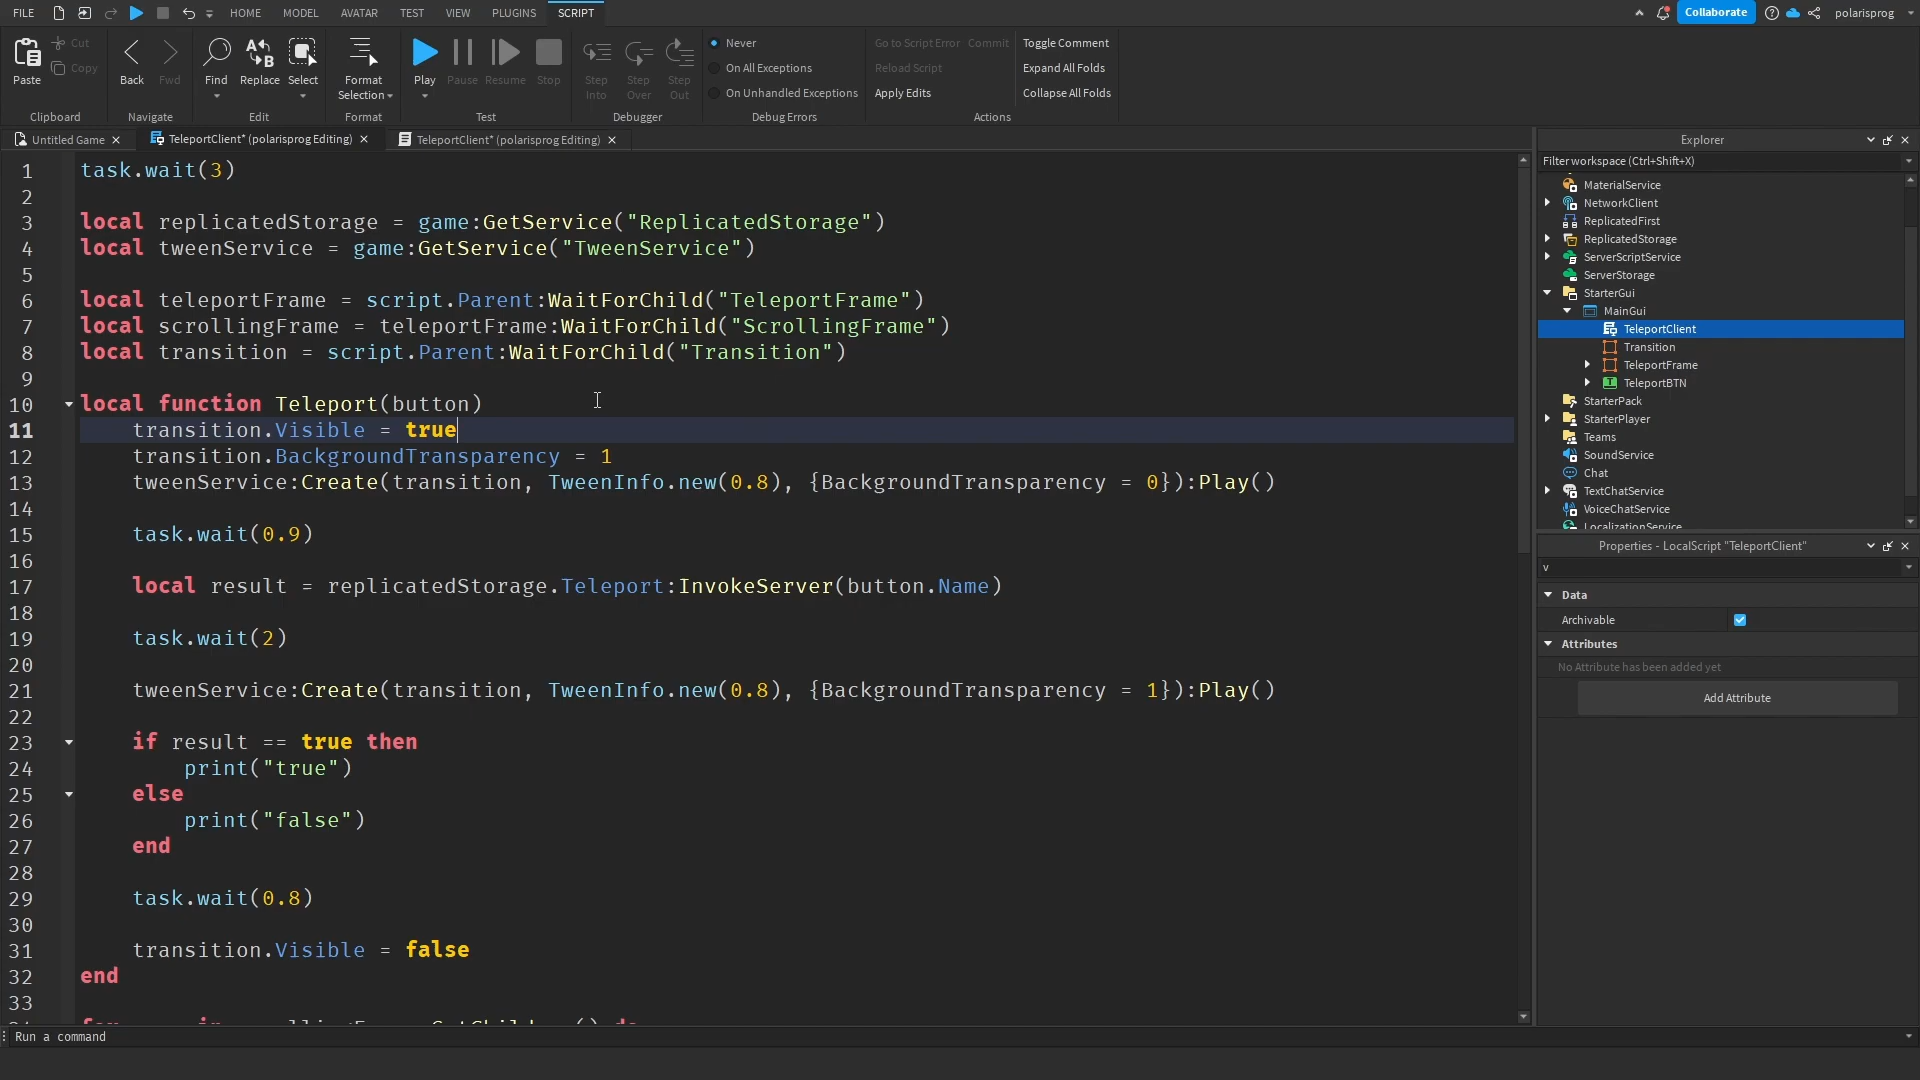 FILE HOME MODEL AVATAR TEST VIEW PLUGINS SCRIPT Collaborate polarisprog
Paste Cut Copy
Clipboard
Back Fwd
Navigate
Find Replace Select
Edit
Format Selection
Format
Play Pause Resume Stop
Test
Step Into Step Over Step Out
Debugger
Never
On All Exceptions
On Unhandled Exceptions
Debug Errors
Go to Script Error Commit Toggle Comment
Reload Script Expand All Folds
Apply Edits Collapse All Folds
Actions
Untitled Game TeleportClient* (polarisprog Editing) TeleportClient* (polarisprog Editing)
1 task.wait(3)
2
3 local replicatedStorage = game:GetService("ReplicatedStorage")
4 local tweenService = game:GetService("TweenService")
5
6 local teleportFrame = script.Parent:WaitForChild("TeleportFrame")
7 local scrollingFrame = teleportFrame:WaitForChild("ScrollingFrame")
8 local transition = script.Parent:WaitForChild("Transition")
9
10 local function Teleport(button)
11 transition.Visible = true
12 transition.BackgroundTransparency = 1
13 tweenService:Create(transition, TweenInfo.new(0.8), {BackgroundTransparency = 0}):Play()
14
15 task.wait(0.9)
16
17 local result = replicatedStorage.Teleport:InvokeServer(button.Name)
18
19 task.wait(2)
20
21 tweenService:Create(transition, TweenInfo.new(0.8), {BackgroundTransparency = 1}):Play()
22
23 if result == true then
24 print("true")
25 else
26 print("false")
27 end
28
29 task.wait(0.8)
30
31 transition.Visible = false
32 end
33
Run a command
Explorer
Filter workspace (Ctrl+Shift+X)
MaterialService
NetworkClient
ReplicatedFirst
ReplicatedStorage
ServerScriptService
ServerStorage
StarterGui
MainGui
TeleportClient
Transition
TeleportFrame
TeleportBTN
StarterPack
StarterPlayer
Teams
SoundService
Chat
TextChatService
VoiceChatService
LocalizationService
Properties - LocalScript "TeleportClient"
v
Data
Archivable
Attributes
No Attribute has been added yet
Add Attribute